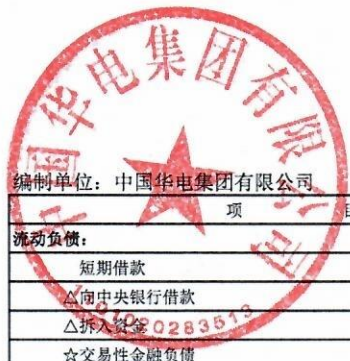 中国华电集团有限公司
编制单位：中国华电集团有限公司
项 目
流动负债：
短期借款
△向中央银行借款
△拆入资金
1101020283513
☆交易性金融负债